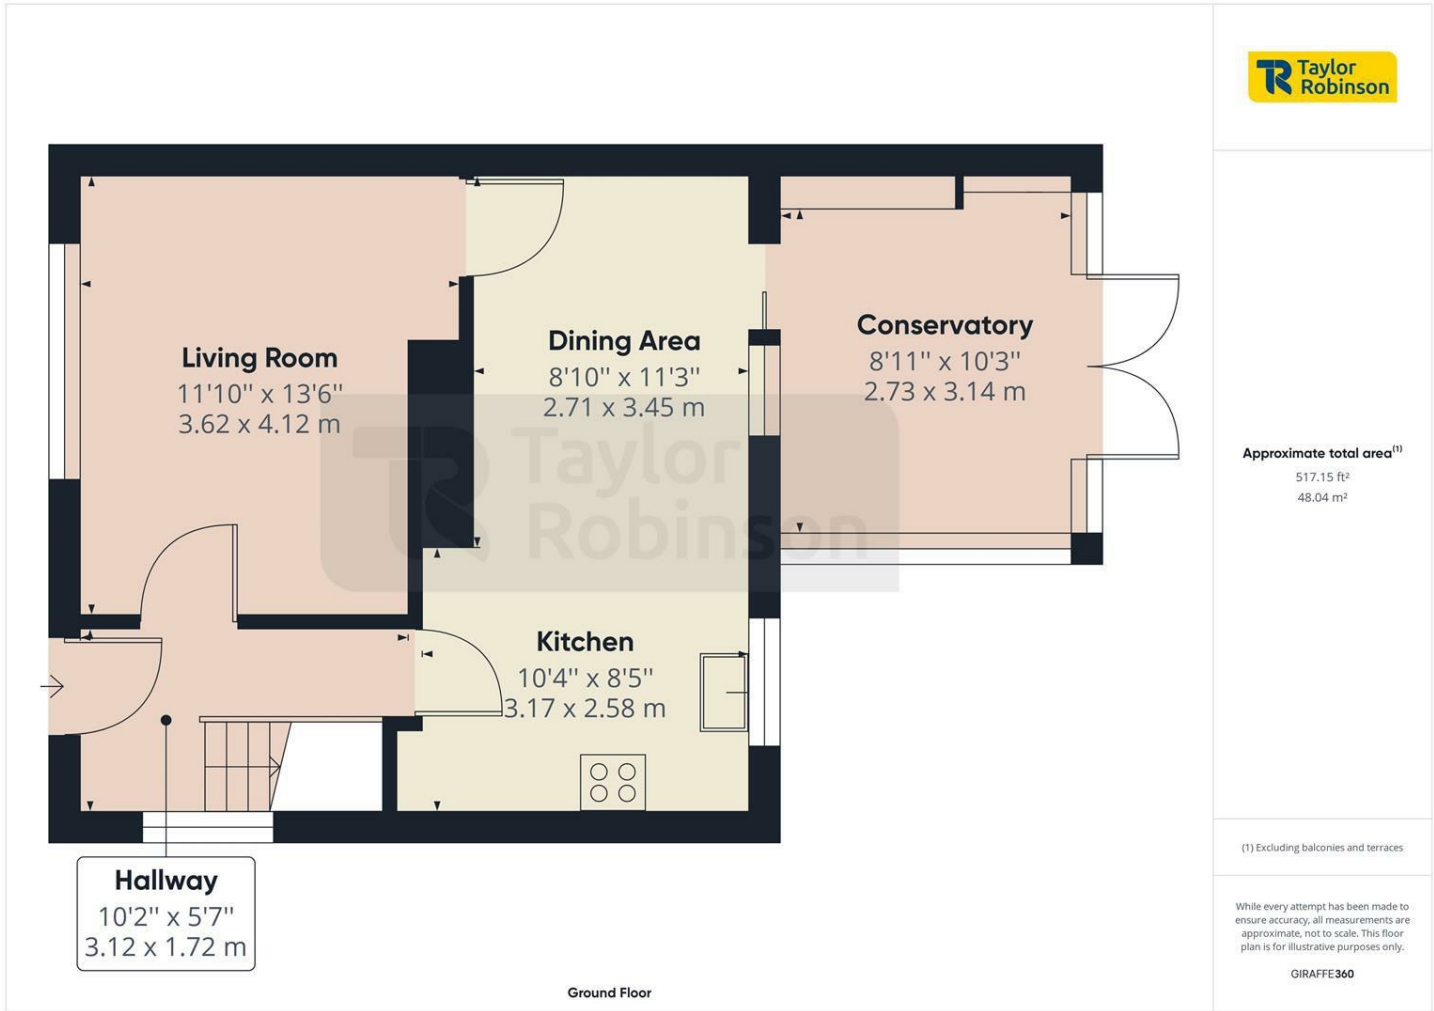 Taylor
Robinson
Living Room
11'10'' x 13'6''
3.62 x 4.12 m
Dining Area
8'10'' x 11'3''
2.71 x 3.45 m
Conservatory
8'11'' x 10'3''
2.73 x 3.14 m
Taylor
Robinson
Kitchen
10'4'' x 8'5''
3.17 x 2.58 m
Hallway
10'2'' x 5'7''
3.12 x 1.72 m
Ground Floor
Approximate total area(1)
517.15 ft²
48.04 m²
(1) Excluding balconies and terraces
While every attempt has been made to
ensure accuracy, all measurements are
approximate, not to scale. This floor
plan is for illustrative purposes only.
GIRAFFE360